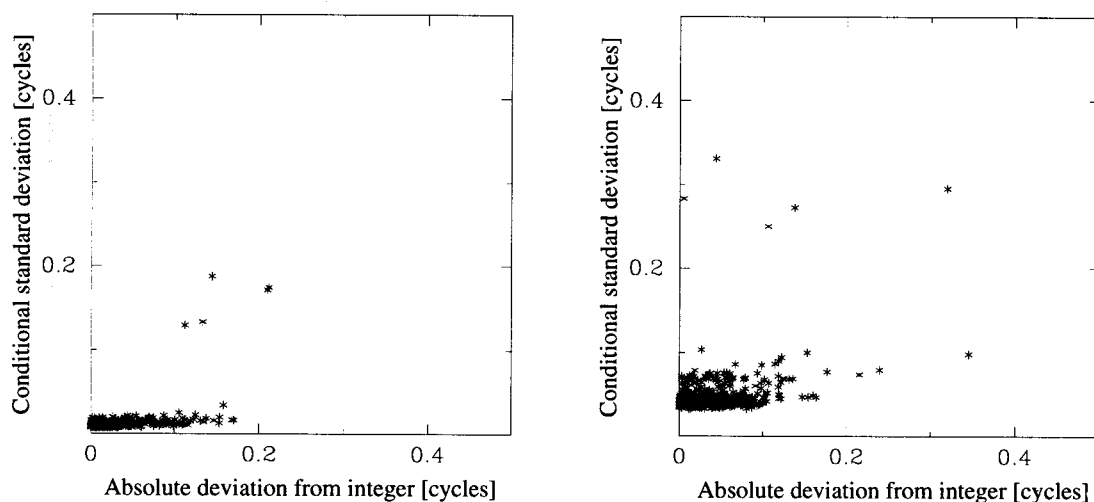 Conditional standard deviation [cycles]
0.4
0.2
0
0.2
0.4
Absolute deviation from integer [cycles]
Conditional standard deviation [cycles]
0.4
0.2
0
0.2
0.4
Absolute deviation from integer [cycles]